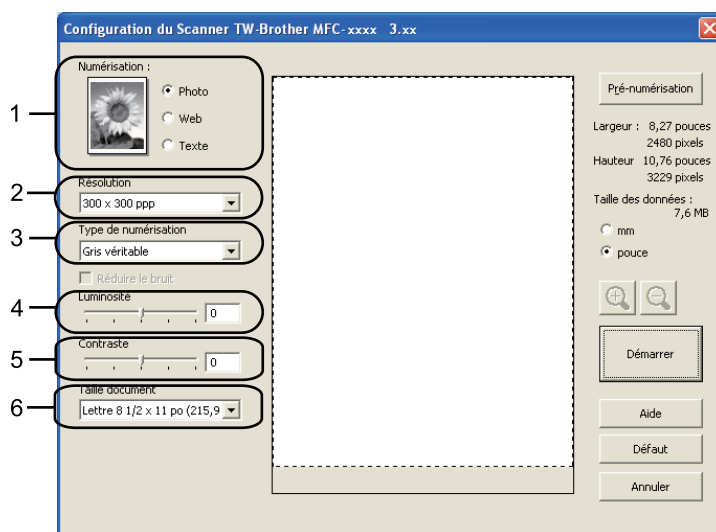 Configuration du Scanner TW-Brother MFC-xxxx 3.xx
1
Numérisation :
Photo
Web
Texte
2
Résolution
300 x 300 ppp
3
Type de numérisation
Gris véritable
Réduire le bruit
4
Luminosité
0
5
Contraste
0
6
Taille document
Lettre 8 1/2 x 11 po (215,9
Pré-numérisation
Largeur : 8,27 pouces
2480 pixels
Hauteur 10,76 pouces
3229 pixels
Taille des données :
7,6 MB
mm
pouce
Démarrer
Aide
Défaut
Annuler